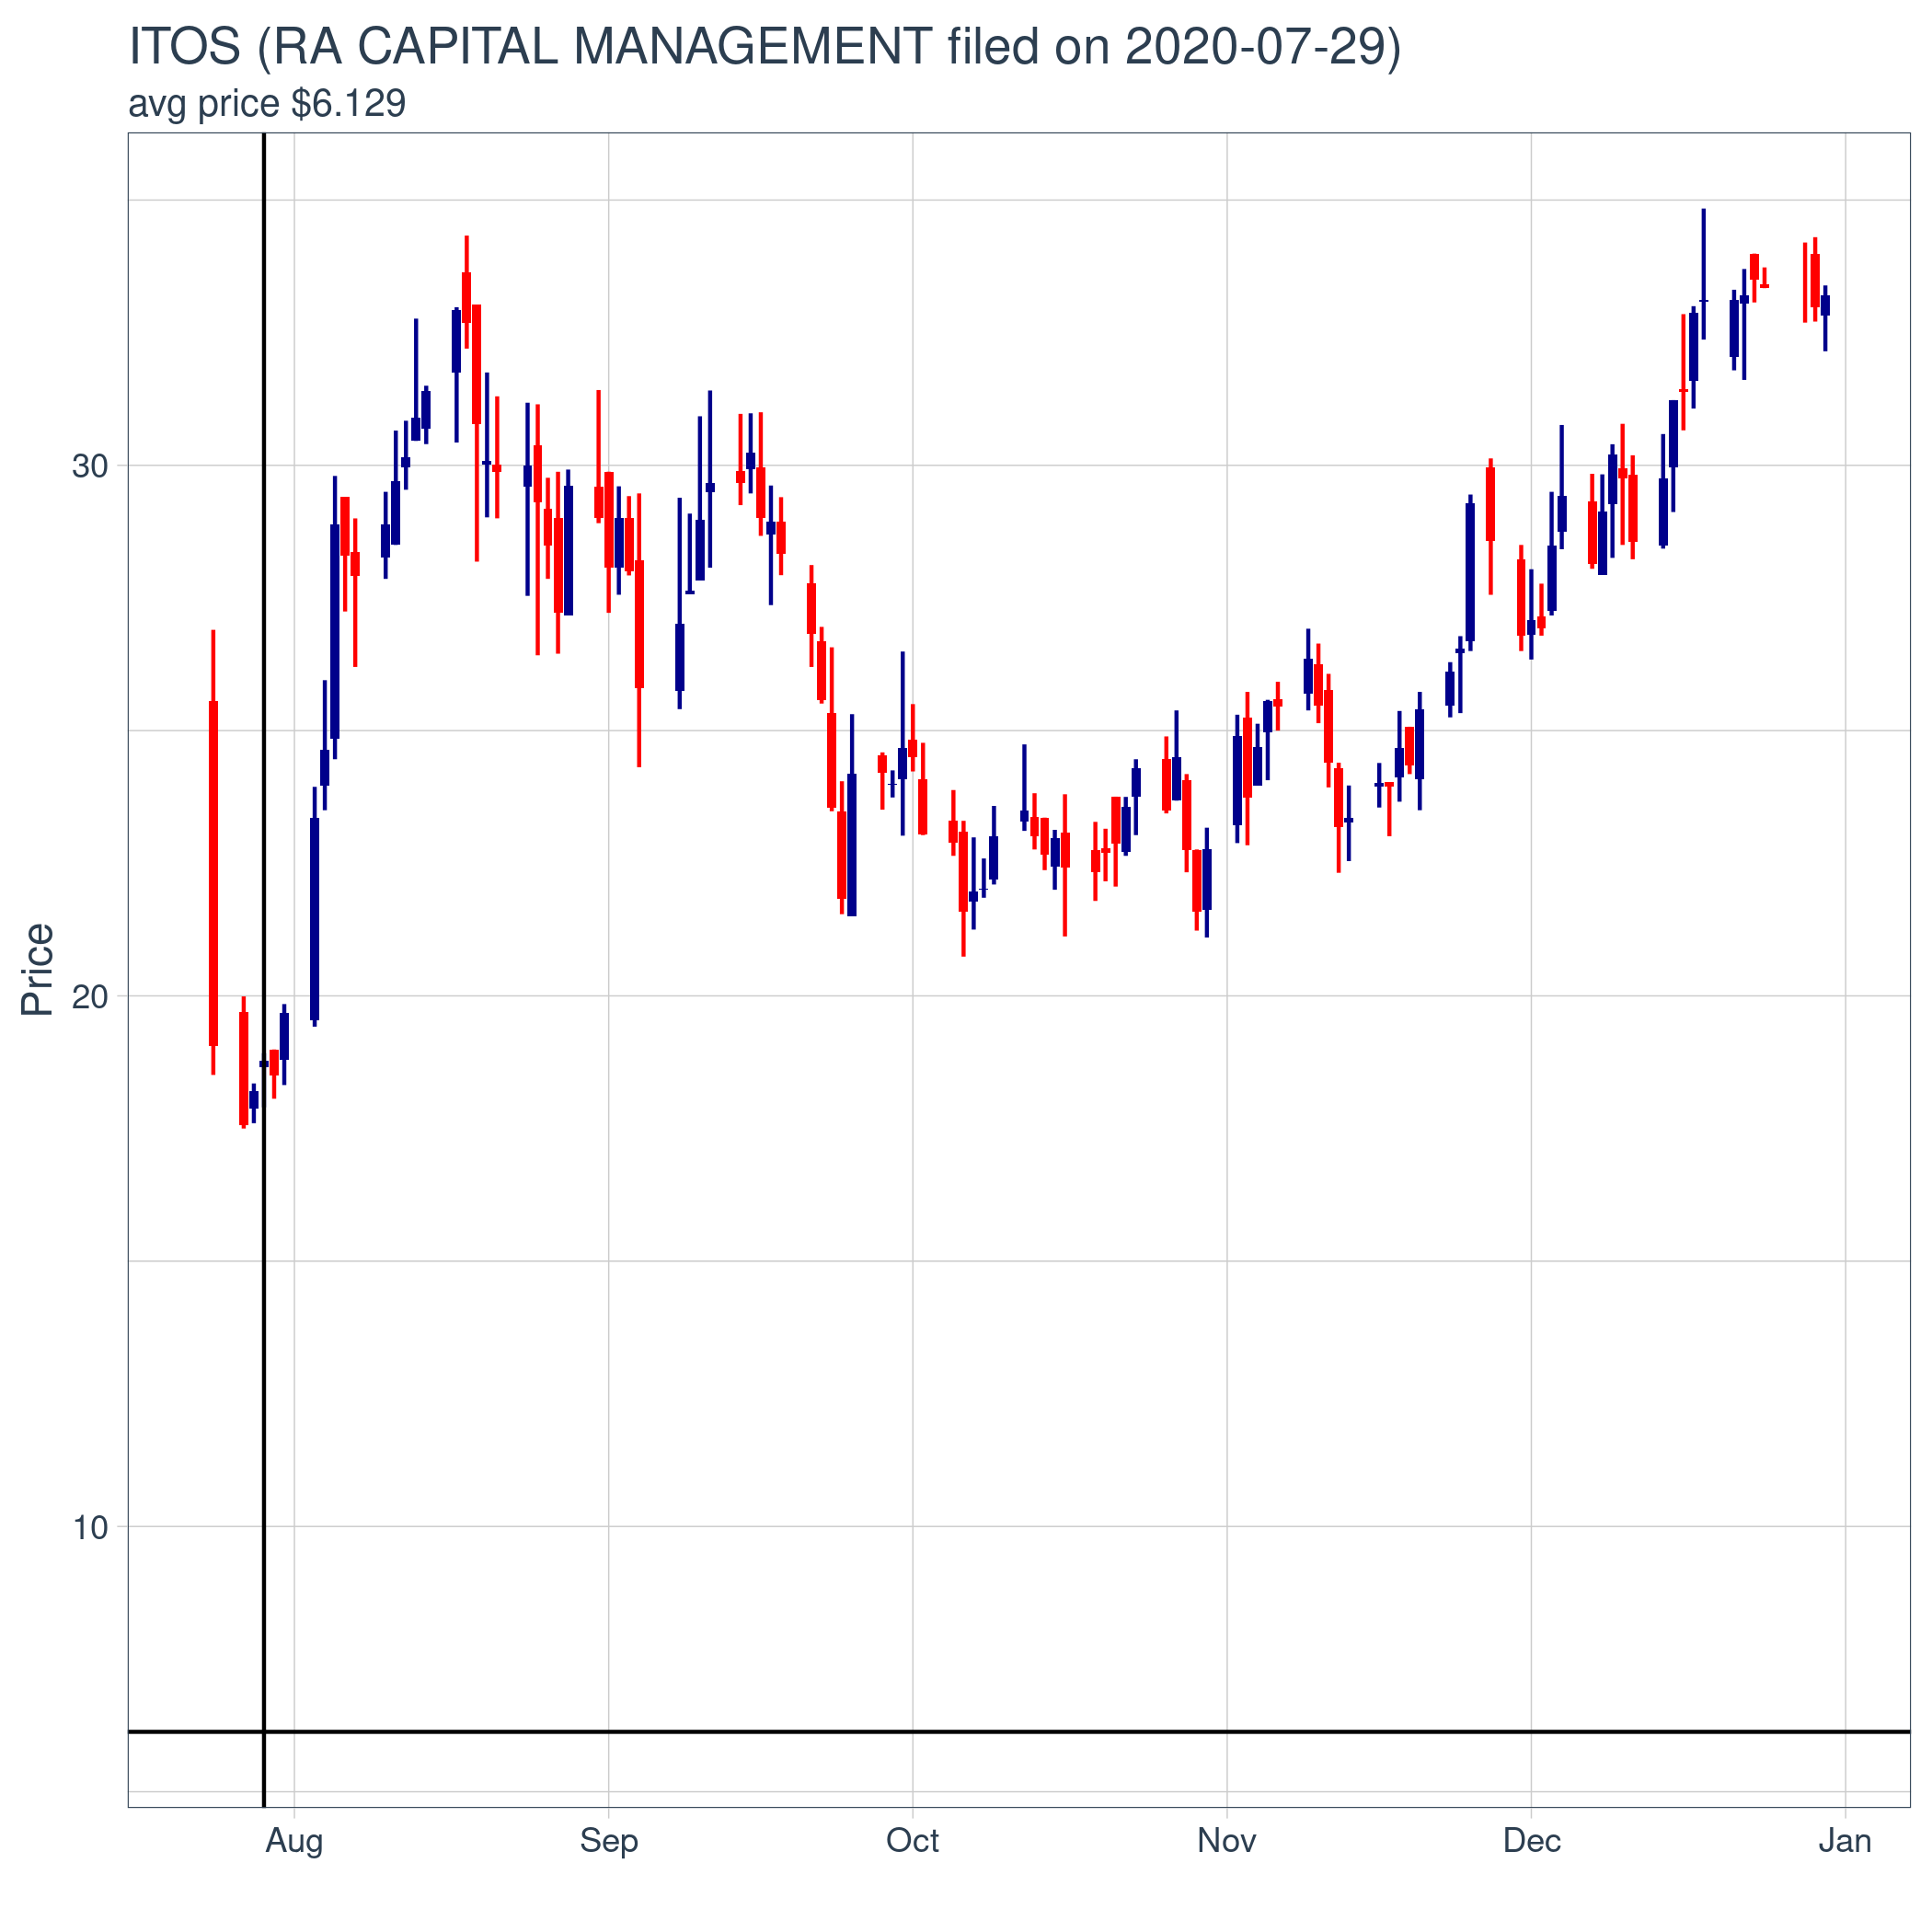 ITOS (RA CAPITAL MANAGEMENT filed on 2020-07-29)
avg price $6.129
Price
30
20
10
Aug Sep Oct Nov Dec Jan